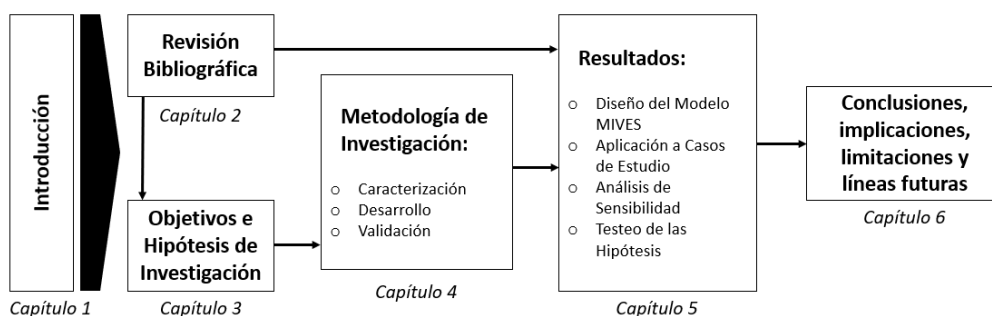 Introducción
Capítulo 1
Revisión
Bibliográfica
Capítulo 2
Objetivos e
Hipótesis de
Investigación
Capítulo 3
Metodología de
Investigación:
o Caracterización
o Desarrollo
o Validación
Capítulo 4
Resultados:
o Diseño del Modelo
MIVES
o Aplicación a Casos
de Estudio
o Análisis de
Sensibilidad
o Testeo de las
Hipótesis
Capítulo 5
Conclusiones,
implicaciones,
limitaciones y
líneas futuras
Capítulo 6